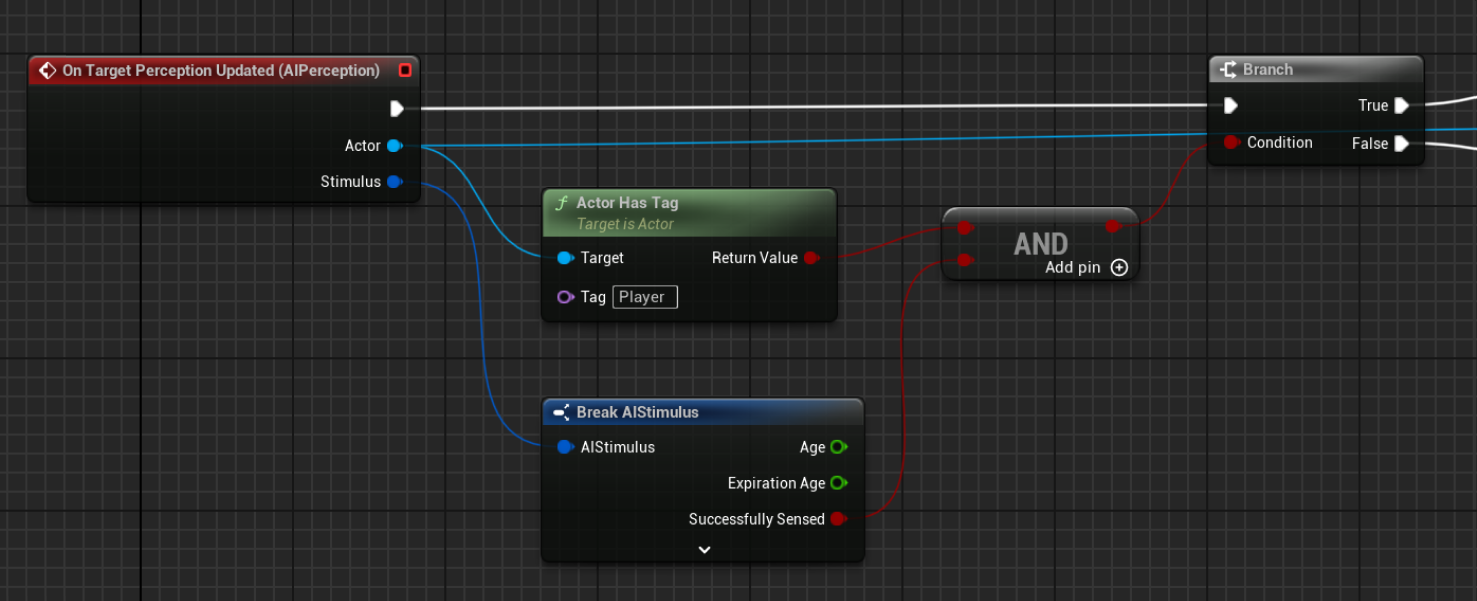 On Target Perception Updated (AIPerception)
Actor
Stimulus
Actor Has Tag
Target is Actor
Target
Return Value
Tag
Player
Break AIStimulus
AIStimulus
Age
Expiration Age
Successfully Sensed
AND
Add pin
Branch
True
Condition
False